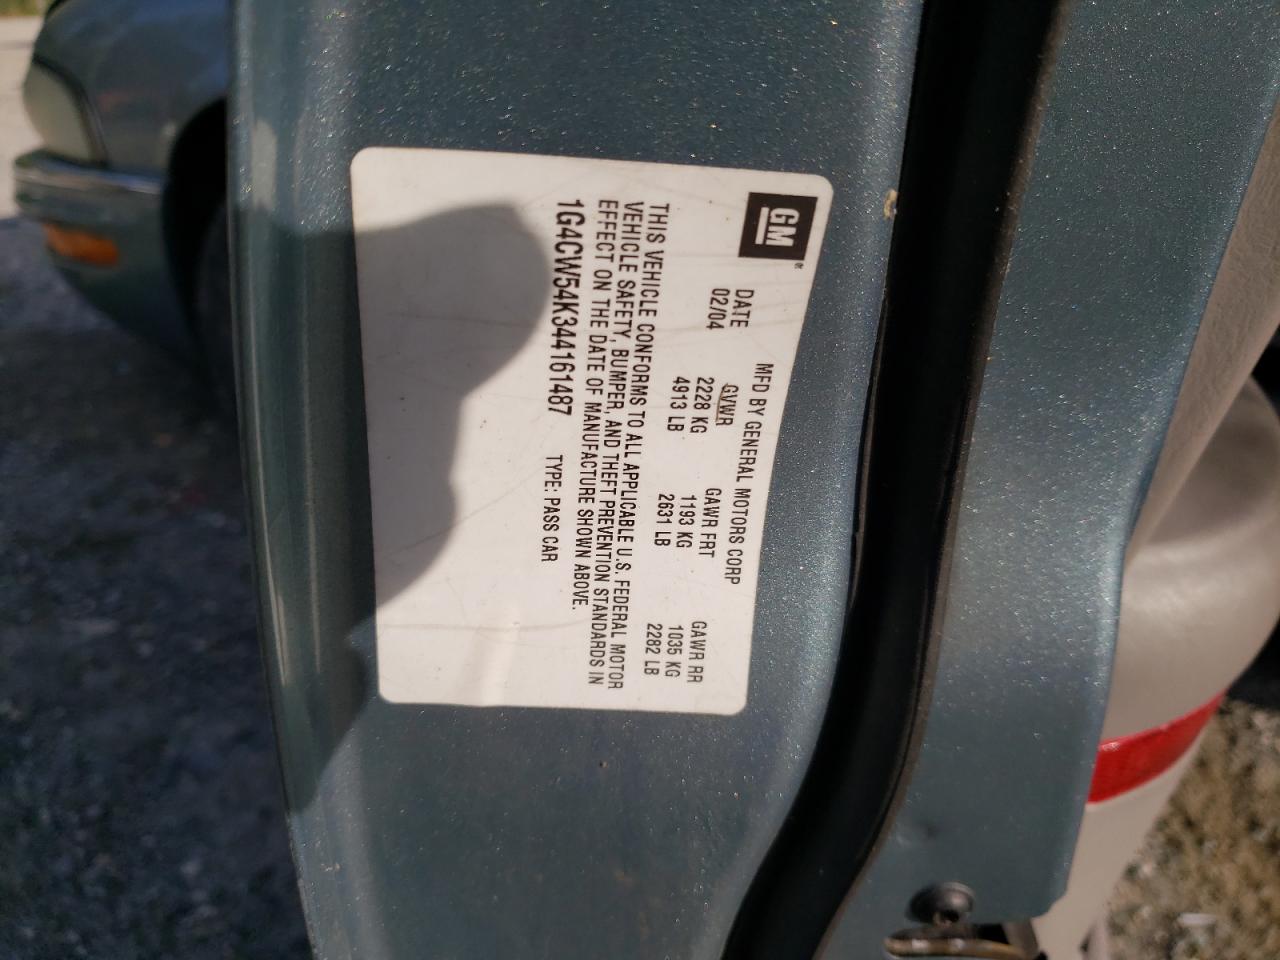 GM
MFD BY GENERAL MOTORS CORP
DATE GVWR GAWR FRT GAWR RR
02/04 2228 KG 1193 KG 1035 KG
4913 LB 2631 LB 2282 LB
THIS VEHICLE CONFORMS TO ALL APPLICABLE U.S. FEDERAL MOTOR
VEHICLE SAFETY, BUMPER, AND THEFT PREVENTION STANDARDS IN
EFFECT ON THE DATE OF MANUFACTURE SHOWN ABOVE.
1G4CW54K344161487 TYPE: PASS CAR